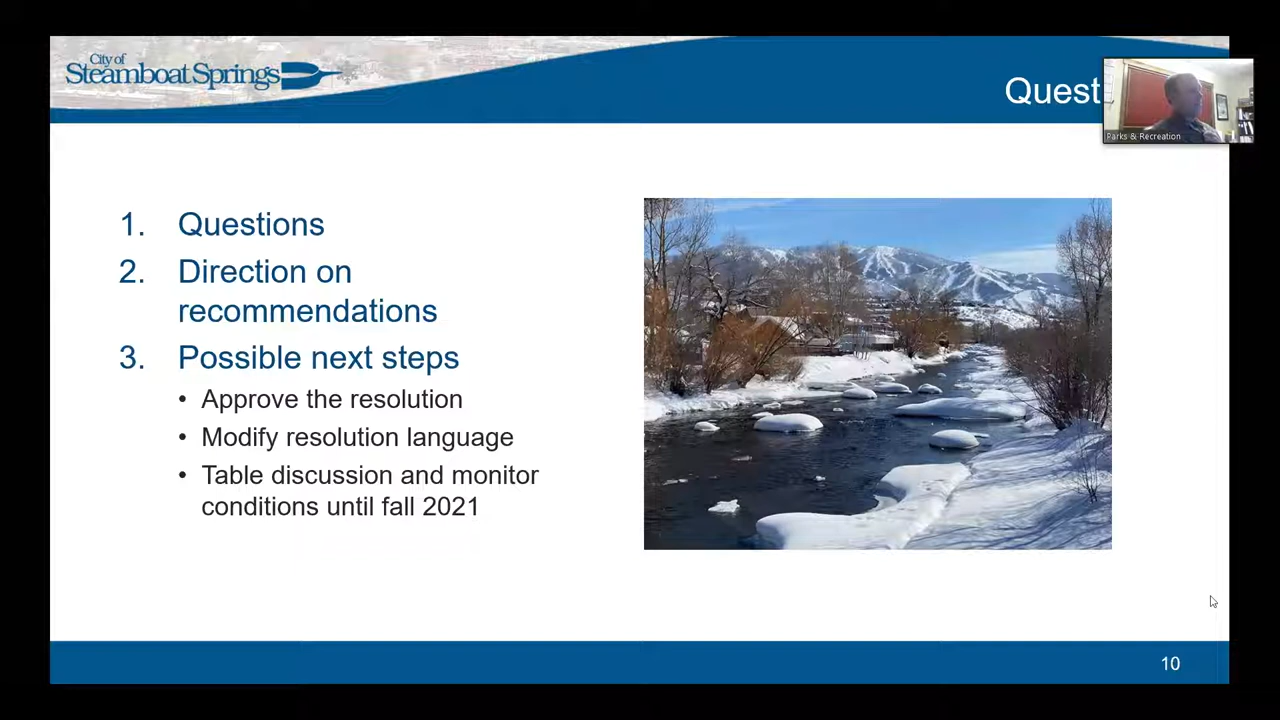 City of
Steamboat Springs
Quest
Parks & Recreation
1. Questions
2. Direction on
recommendations
3. Possible next steps
• Approve the resolution
• Modify resolution language
• Table discussion and monitor
conditions until fall 2021
10